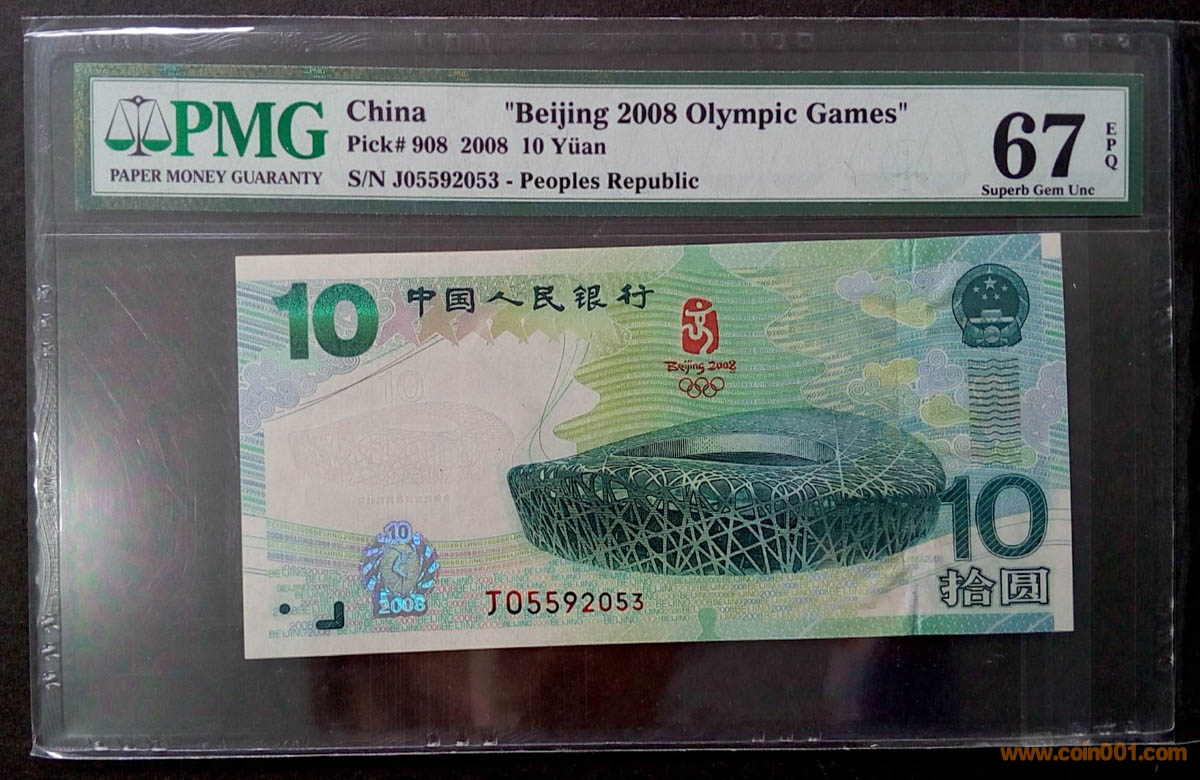 PMG
PAPER MONEY GUARANTY
China "Beijing 2008 Olympic Games"
Pick# 908 2008 10 Yüan
S/N J05592053 - Peoples Republic
67
EPQ
Superb Gem Unc
10 中国人民银行
Beijing 2008
10
10
拾圆
10
2008
J05592053
BEIJING2008
www.coin001.com